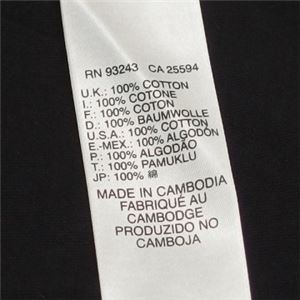 RN 93243 CA 25594
U.K.: 100% COTTON
I.: 100% COTONE
F.: 100% COTON
D.: 100% BAUMWOLLE
U.S.A.: 100% COTTON
E.-MEX.: 100% ALGODÓN
P.: 100% ALGODÃO
T.: 100% PAMUKLU
JP: 100% 綿
MADE IN CAMBODIA
FABRIQUÉ AU
CAMBODGE
PRODUZIDO NO
CAMBOJA